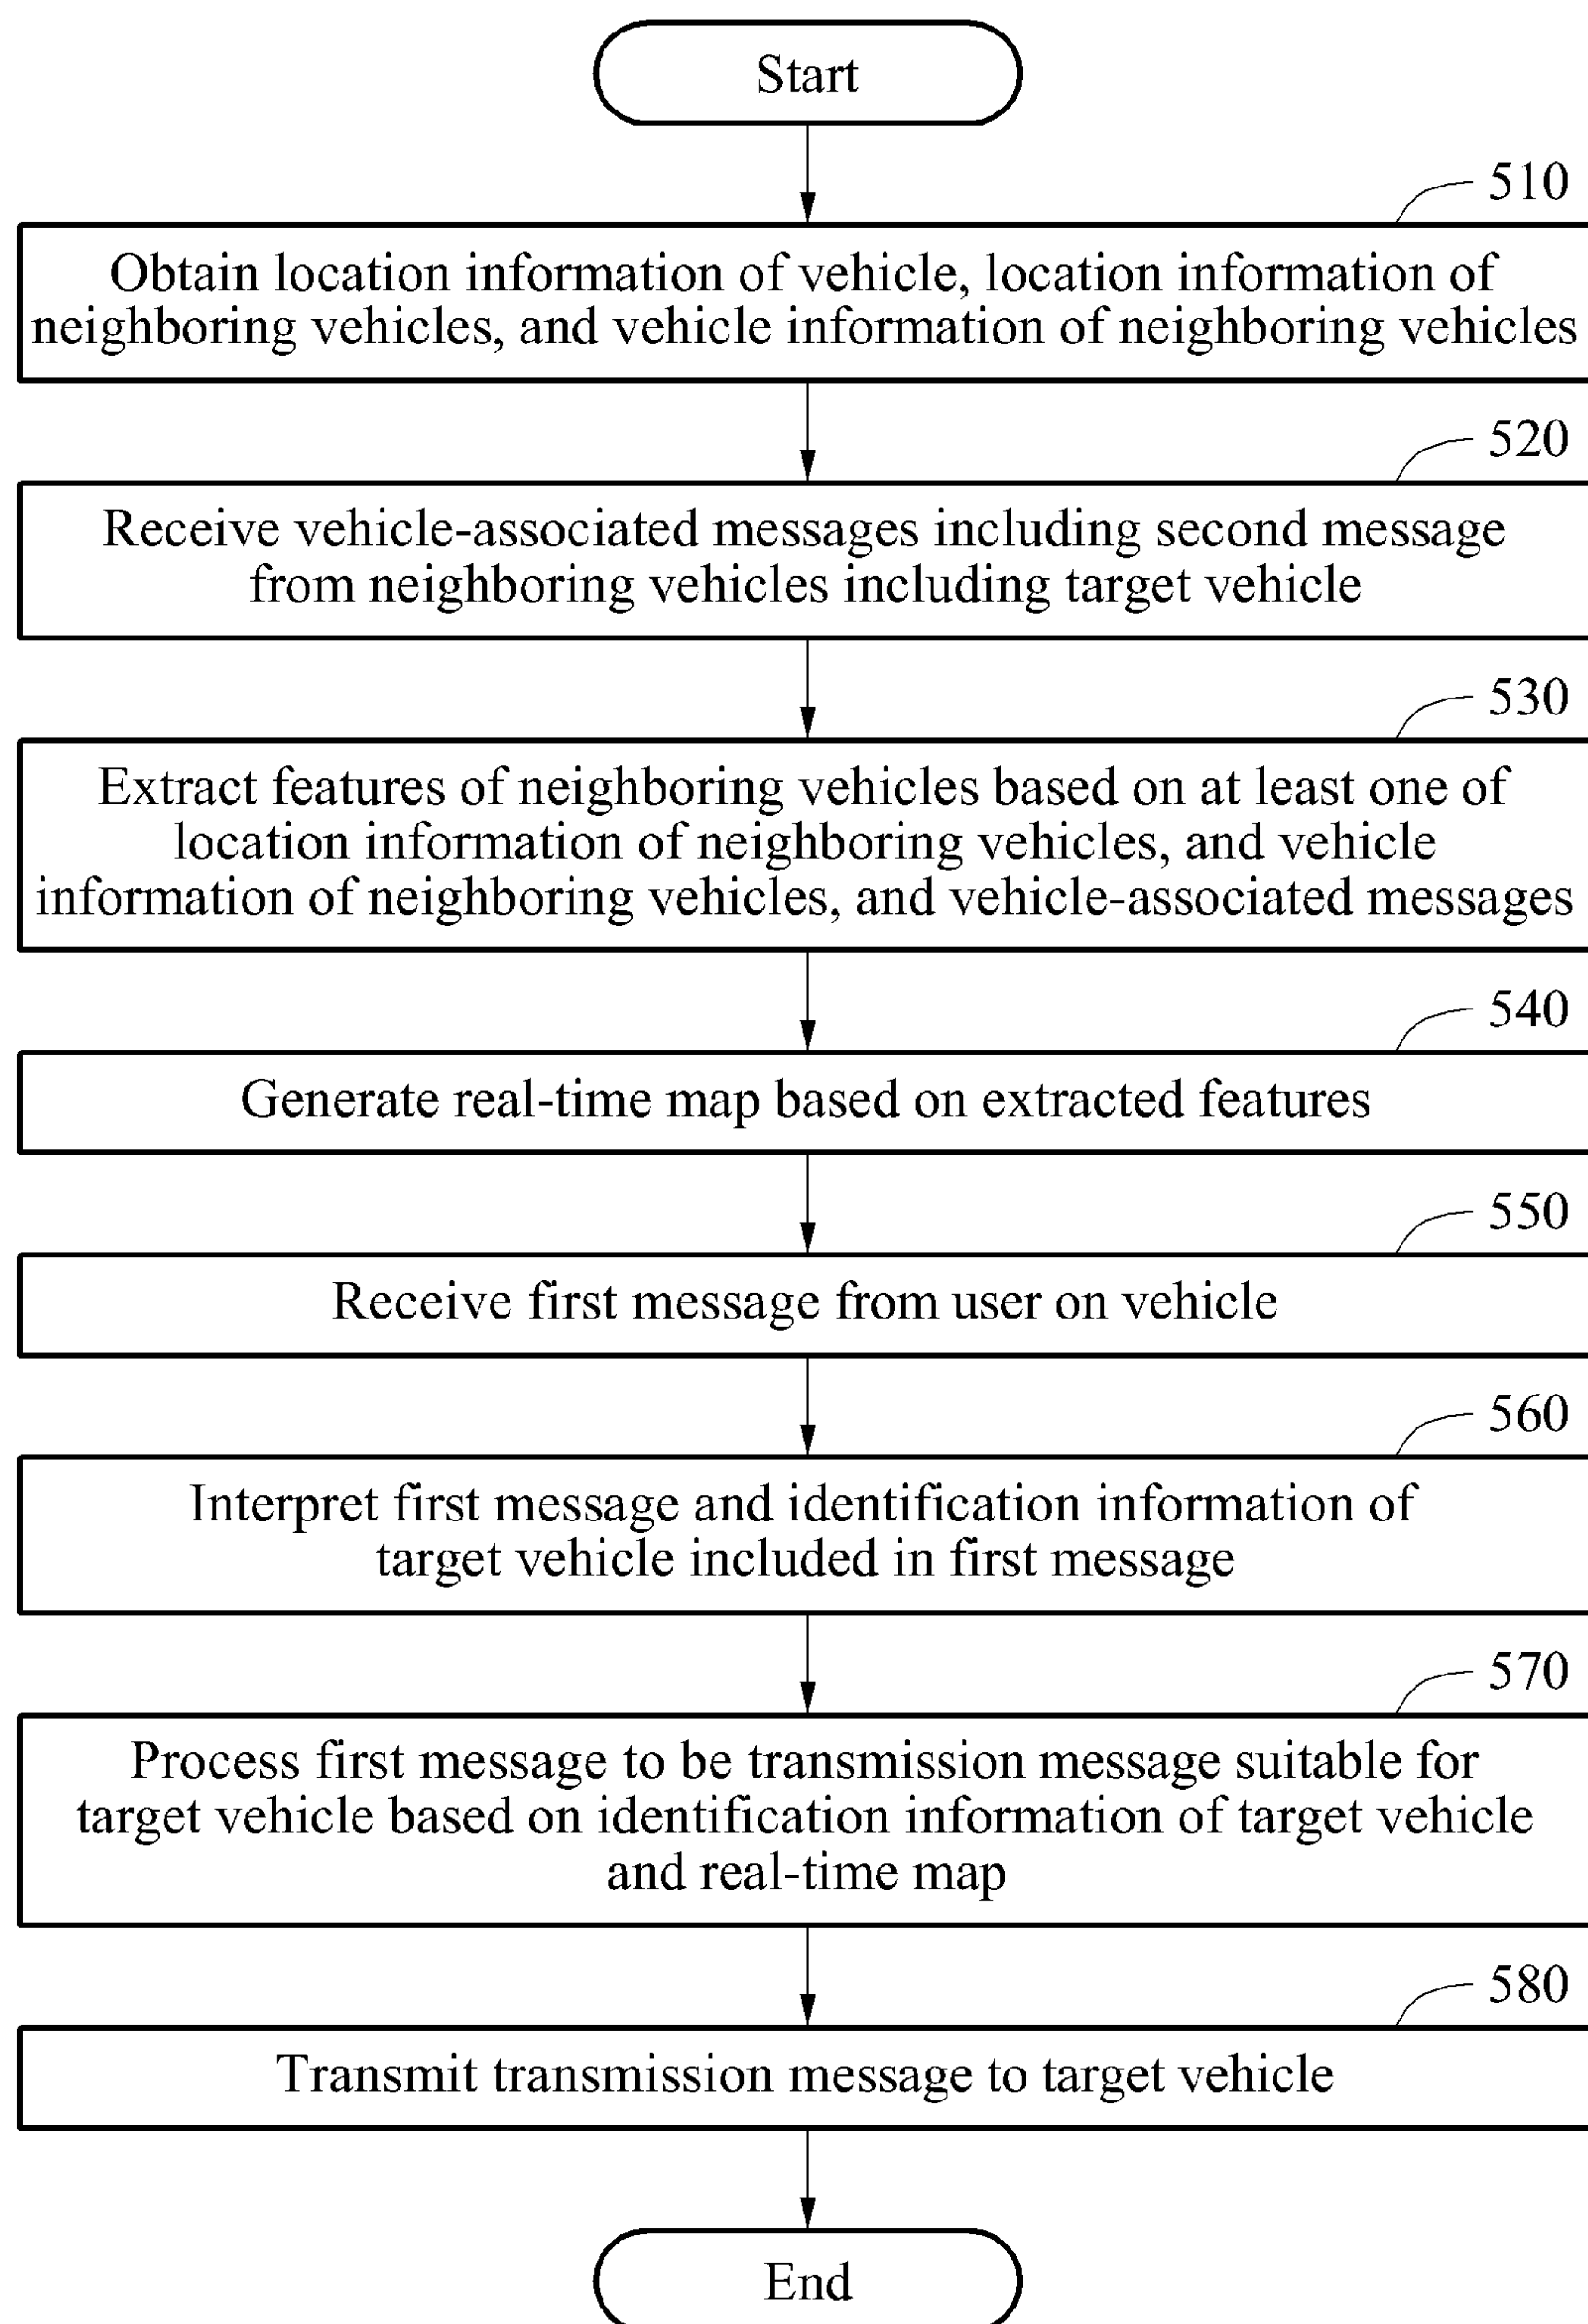 Start
510
Obtain location information of vehicle, location information of
neighboring vehicles, and vehicle information of neighboring vehicles
520
Receive vehicle-associated messages including second message
from neighboring vehicles including target vehicle
530
Extract features of neighboring vehicles based on at least one of
location information of neighboring vehicles, and vehicle
information of neighboring vehicles, and vehicle-associated messages
540
Generate real-time map based on extracted features
550
Receive first message from user on vehicle
560
Interpret first message and identification information of
target vehicle included in first message
570
Process first message to be transmission message suitable for
target vehicle based on identification information of target vehicle
and real-time map
580
Transmit transmission message to target vehicle
End